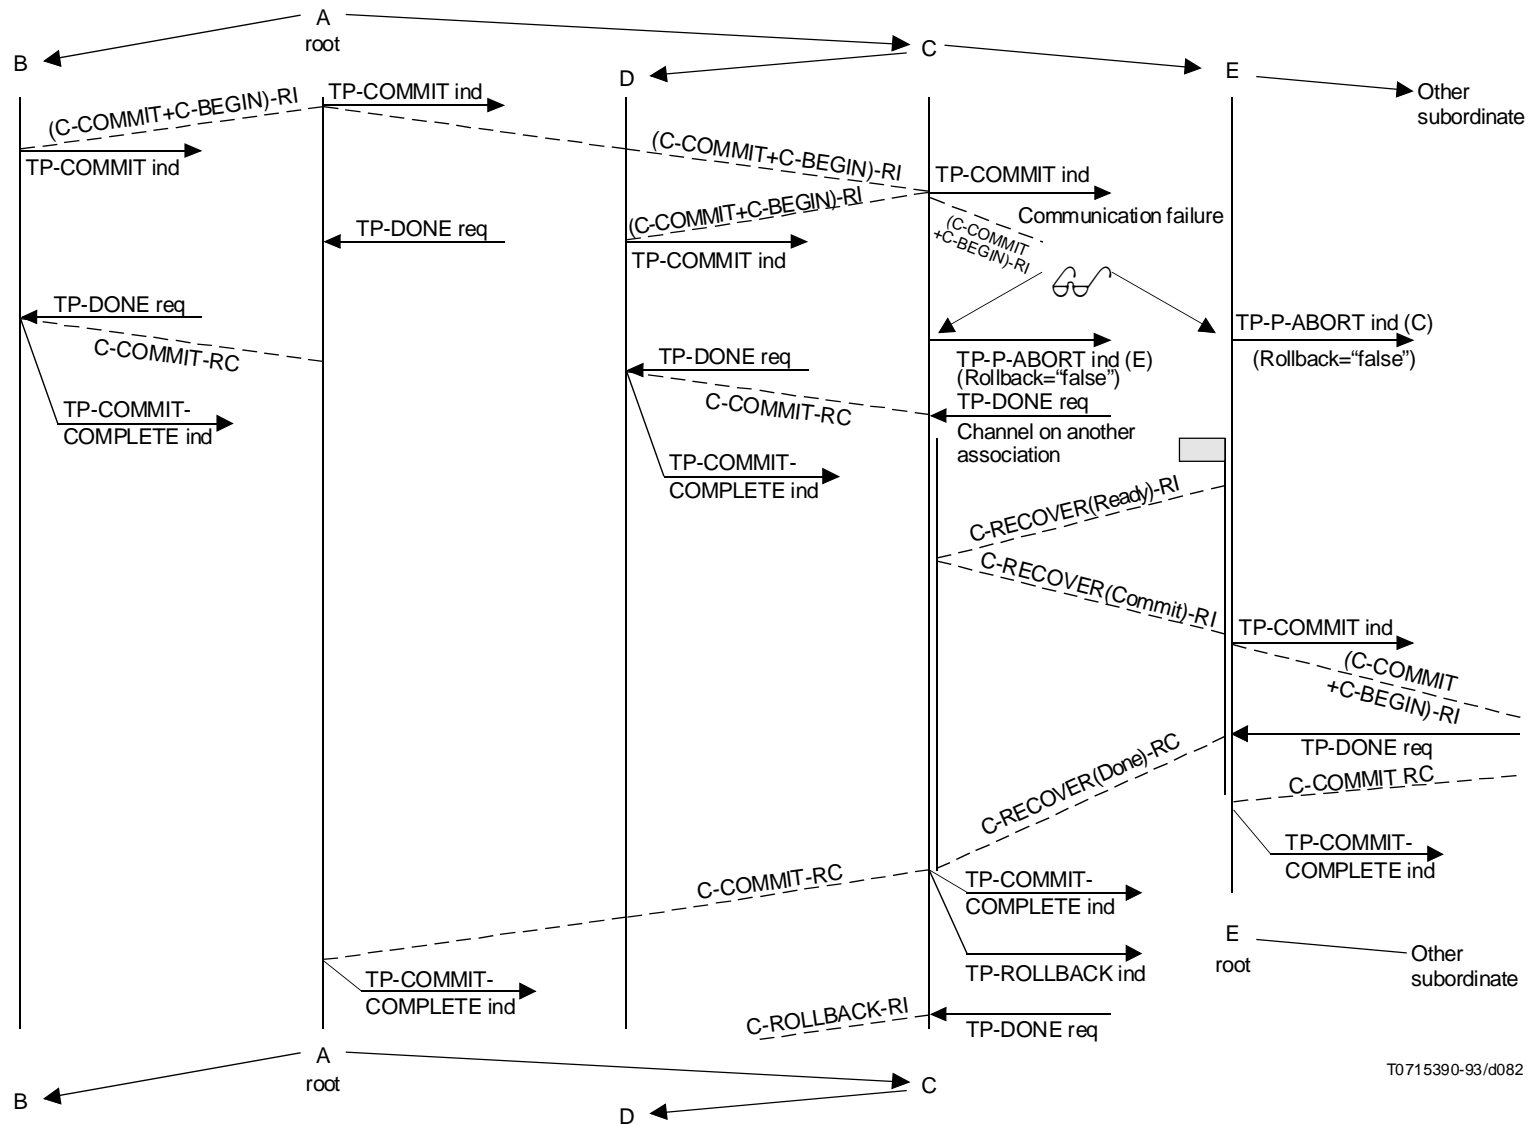 A
root
B
C
D
E
Other
subordinate
(C-COMMIT+C-BEGIN)-RI
TP-COMMIT ind
TP-COMMIT ind
(C-COMMIT+C-BEGIN)-RI
TP-COMMIT ind
(C-COMMIT+C-BEGIN)-RI
TP-COMMIT ind
Communication failure
(C-COMMIT
+C-BEGIN)-RI
TP-DONE req
TP-DONE req
C-COMMIT-RC
TP-COMMIT-
COMPLETE ind
TP-DONE req
C-COMMIT-RC
TP-COMMIT-
COMPLETE ind
TP-P-ABORT ind (E)
(Rollback=“false”)
TP-DONE req
Channel on another
association
TP-P-ABORT ind (C)
(Rollback=“false”)
C-RECOVER(Ready)-RI
C-RECOVER(Commit)-RI
TP-COMMIT ind
(C-COMMIT
+C-BEGIN)-RI
TP-DONE req
C-RECOVER(Done)-RC
C-COMMIT RC
TP-COMMIT-
COMPLETE ind
C-COMMIT-RC
TP-COMMIT-
COMPLETE ind
TP-ROLLBACK ind
TP-COMMIT-
COMPLETE ind
E
root
Other
subordinate
C-ROLLBACK-RI
TP-DONE req
A
root
B
C
D
T0715390-93/d082